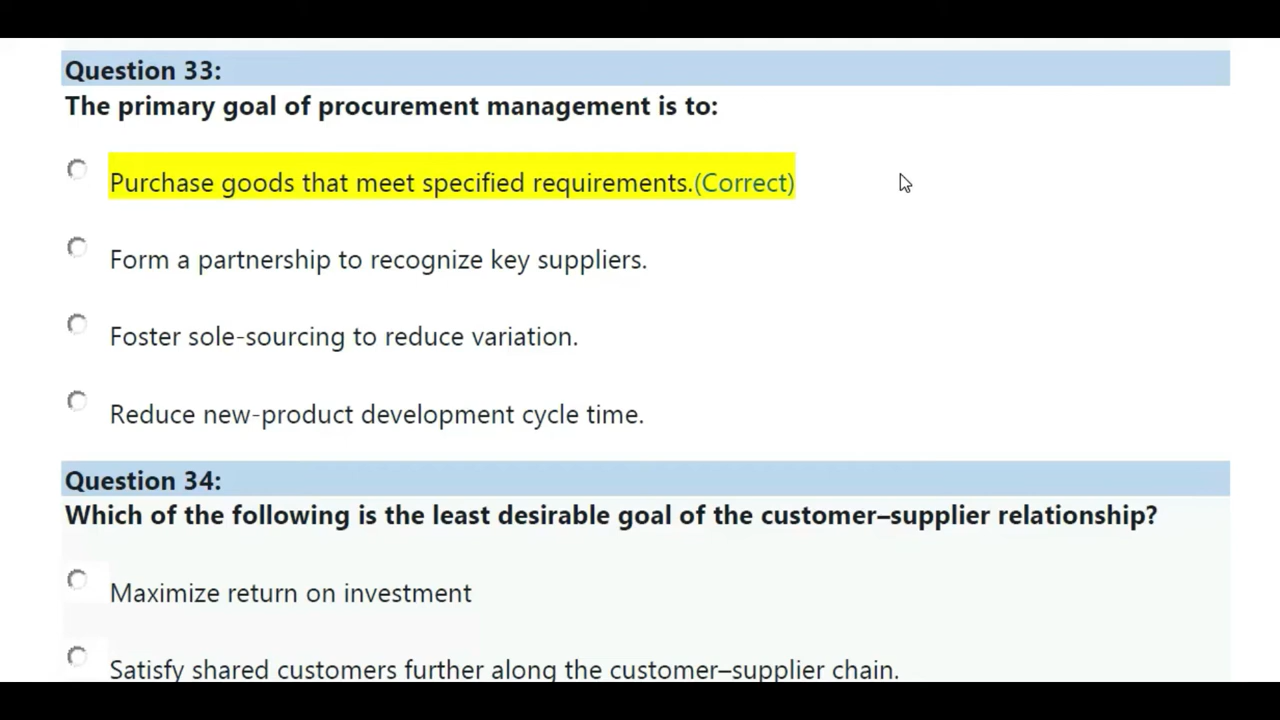 Question 33:
The primary goal of procurement management is to:
Purchase goods that meet specified requirements.(Correct)
Form a partnership to recognize key suppliers.
Foster sole-sourcing to reduce variation.
Reduce new-product development cycle time.
Question 34:
Which of the following is the least desirable goal of the customer–supplier relationship?
Maximize return on investment
Satisfy shared customers further along the customer–supplier chain.